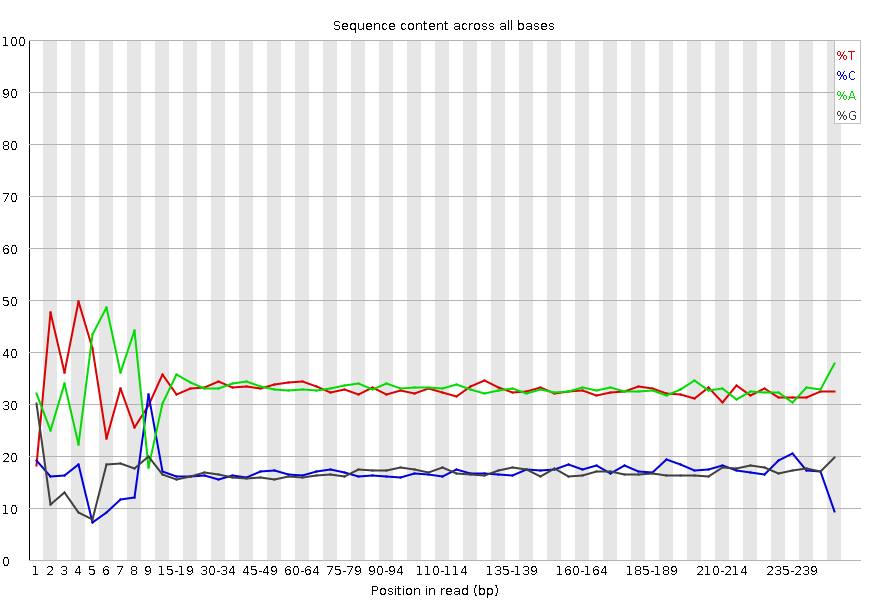 Sequence content across all bases
100
90
80
70
60
50
40
30
20
10
0
%T
%C
%A
%G
1 2 3 4 5 6 7 8 9 15-19 30-34 45-49 60-64 75-79 90-94 110-114 135-139 160-164 185-189 210-214 235-239
Position in read (bp)